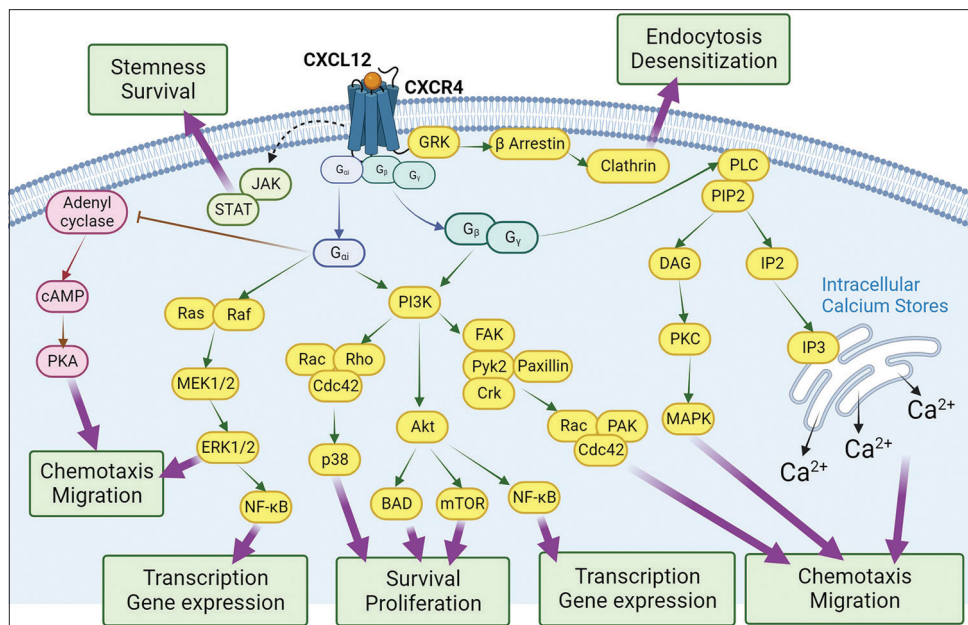 CXCL12
CXCR4
Endocytosis
Desensitization
Stemness
Survival
GRK
β Arrestin
Clathrin
PLC
PIP2
Gαi
Gβ
Gγ
JAK
STAT
Adenyl
cyclase
Gβ
Gγ
Gαi
DAG
IP2
Intracellular
Calcium Stores
cAMP
Ras
Raf
PI3K
FAK
PKC
IP3
PKA
Rac
Rho
Cdc42
Pyk2
Paxillin
Crk
MEK1/2
MAPK
Ca2+
Ca2+
Ca2+
Akt
Rac
PAK
Cdc42
ERK1/2
p38
Chemotaxis
Migration
NF-κB
BAD
mTOR
NF-κB
Transcription
Gene expression
Survival
Proliferation
Transcription
Gene expression
Chemotaxis
Migration